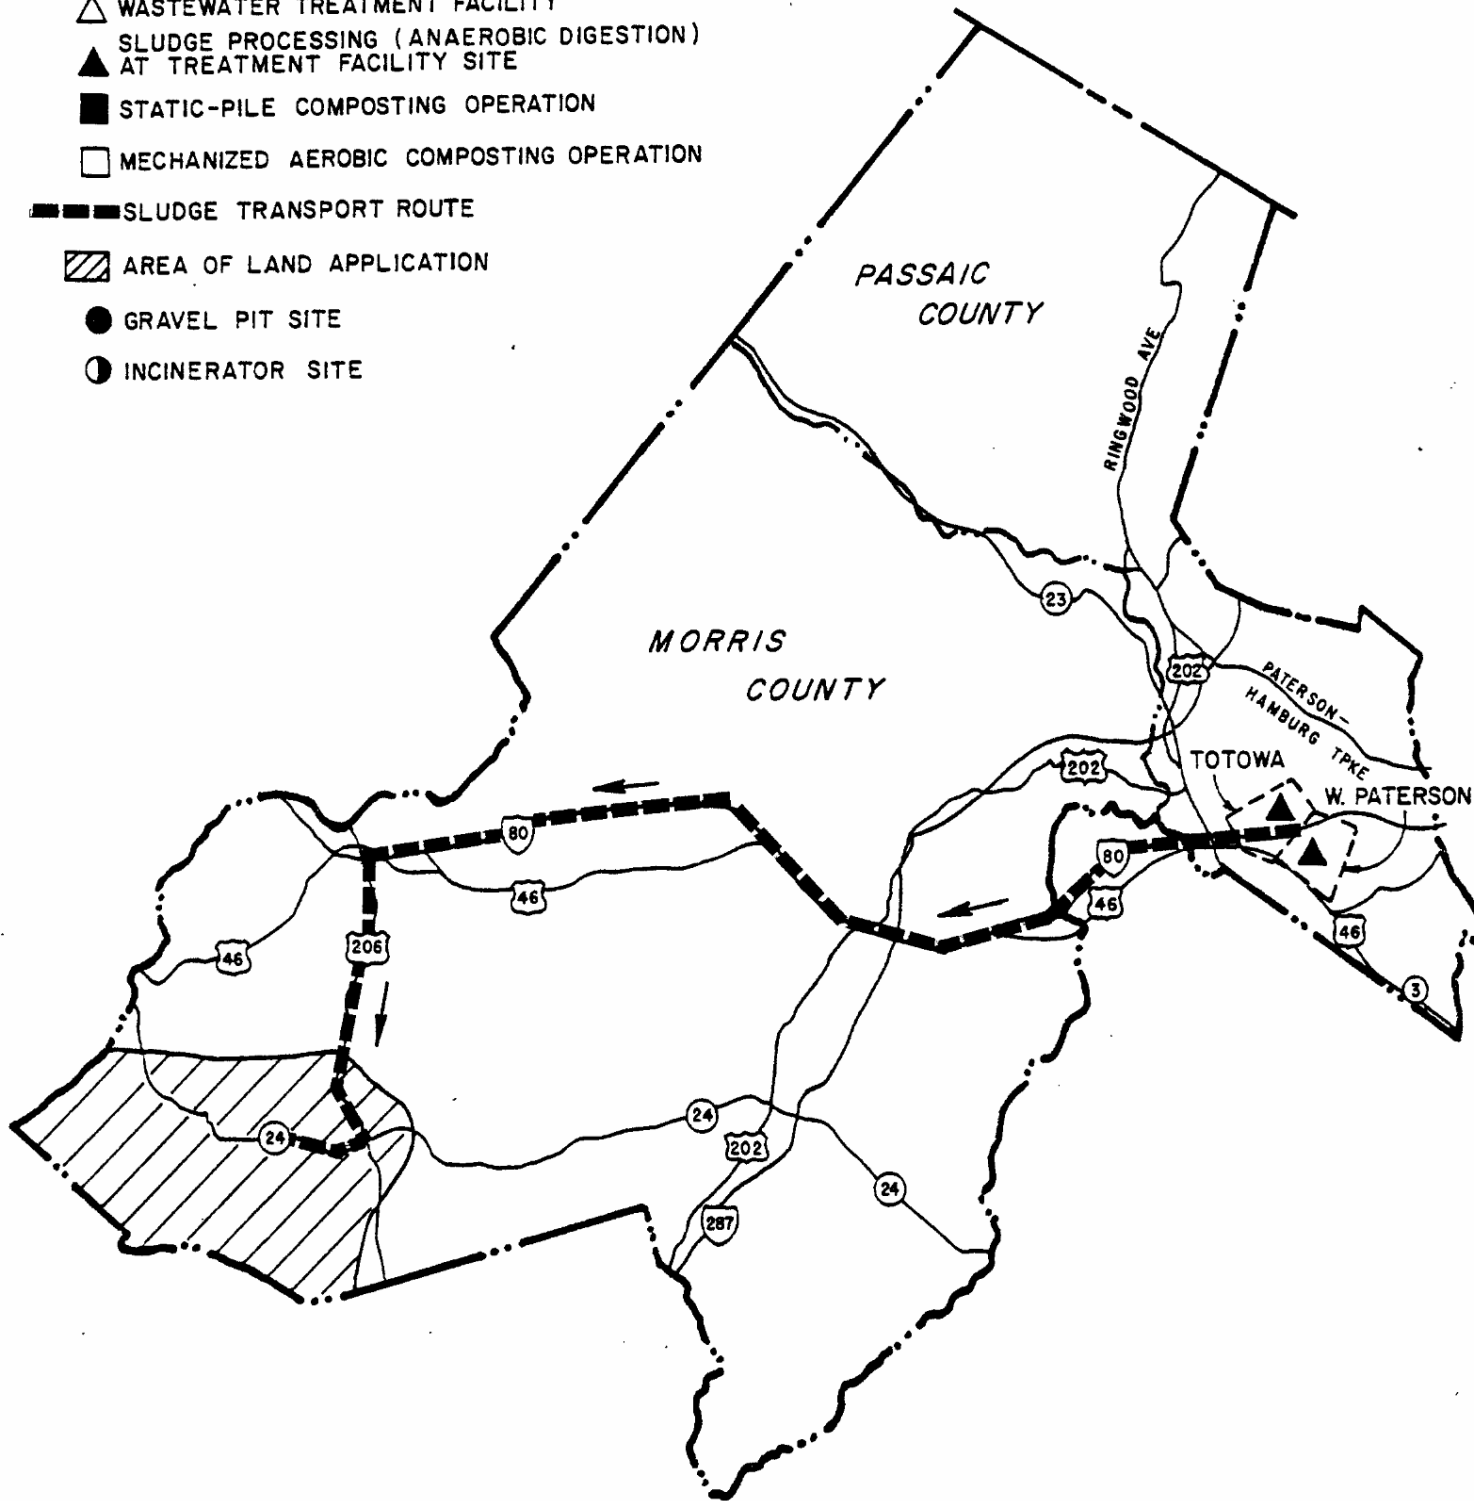 WASTEWATER TREATMENT FACILITY
SLUDGE PROCESSING (ANAEROBIC DIGESTION)
AT TREATMENT FACILITY SITE
STATIC-PILE COMPOSTING OPERATION
MECHANIZED AEROBIC COMPOSTING OPERATION
SLUDGE TRANSPORT ROUTE
AREA OF LAND APPLICATION
GRAVEL PIT SITE
INCINERATOR SITE
PASSAIC
COUNTY
RINGWOOD AVE
23
MORRIS
COUNTY
202
PATERSON-
HAMBURG TPKE
TOTOWA
202
W. PATERSON
80
80
46
46
206
46
46
3
24
24
202
24
287